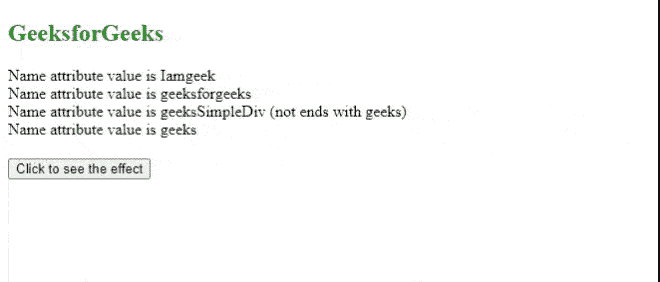 GeeksforGeeks
Name attribute value is Iamgeek
Name attribute value is geeksforgeeks
Name attribute value is geeksSimpleDiv (not ends with geeks)
Name attribute value is geeks
Click to see the effect